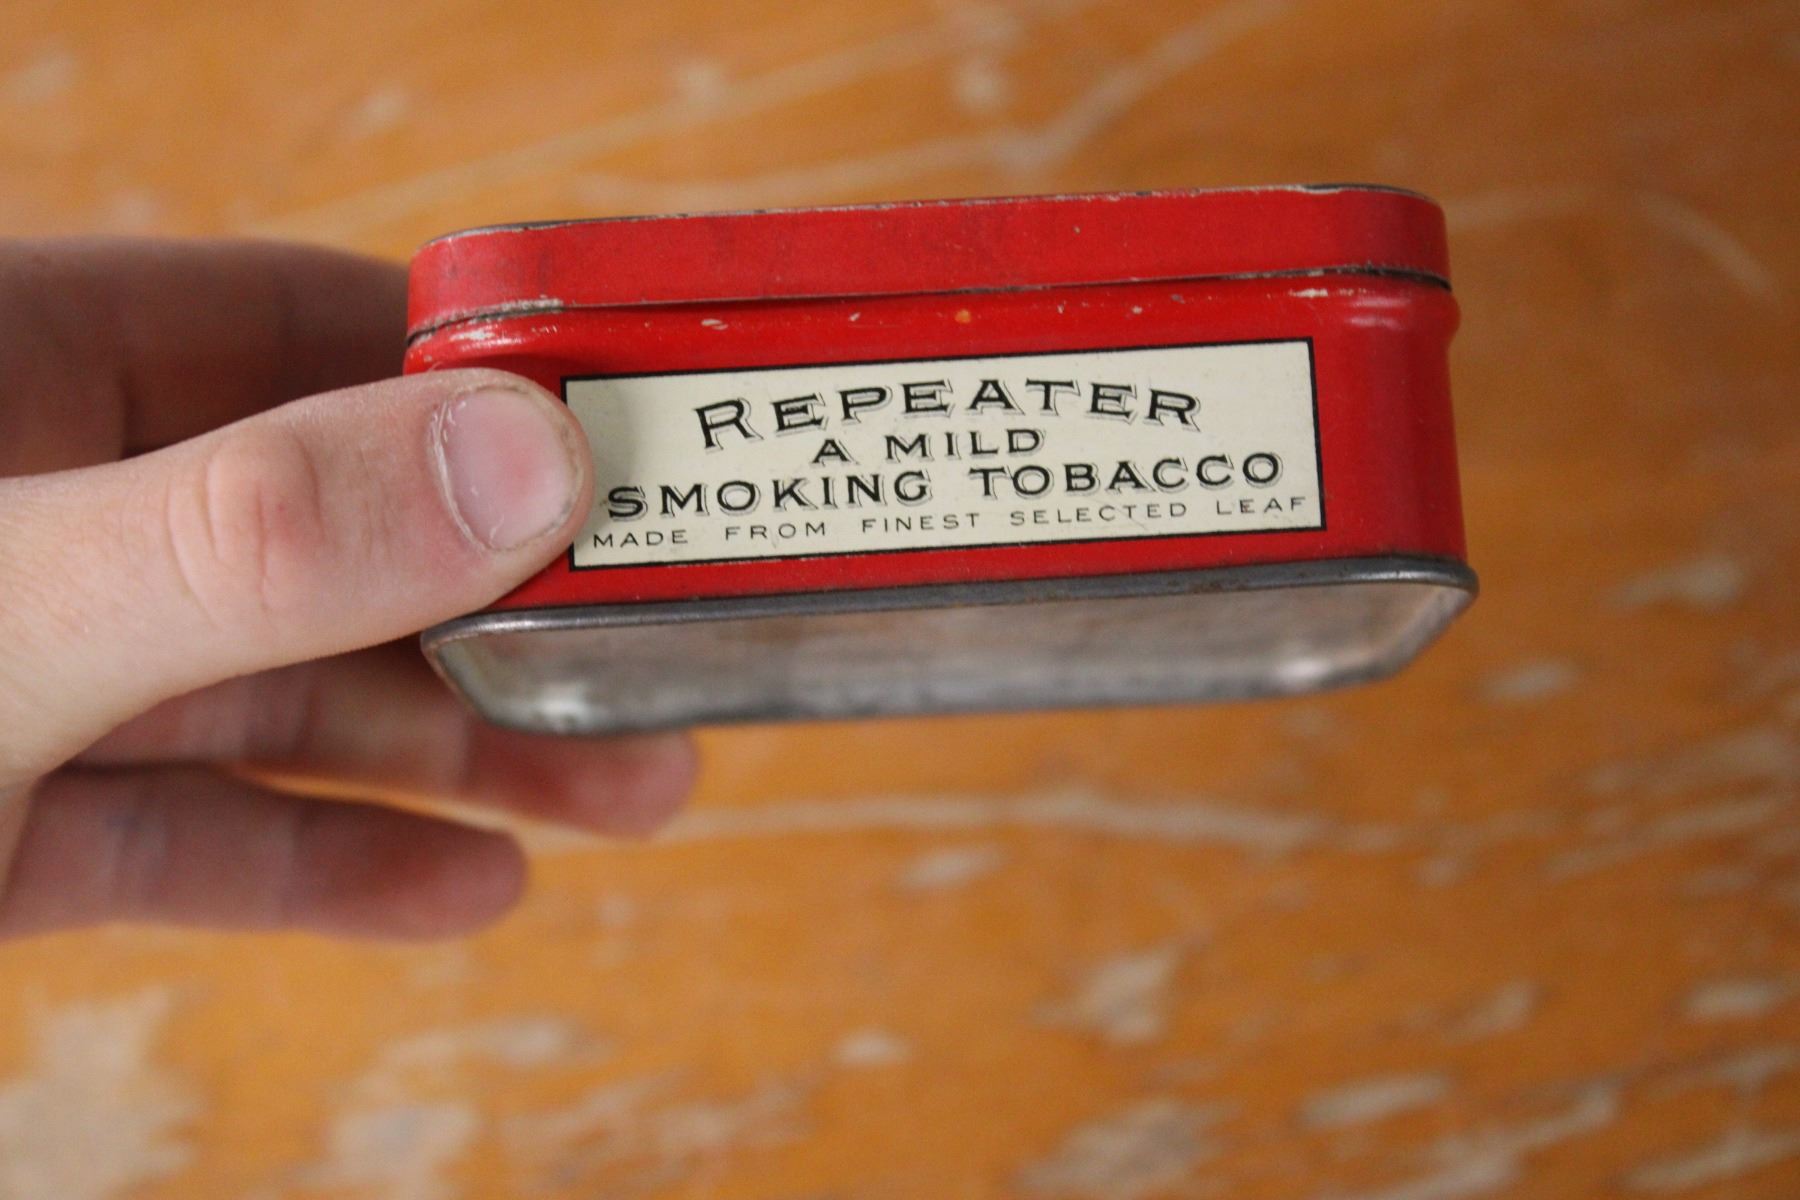 REPEATER
A MILD
SMOKING TOBACCO
MADE FROM FINEST SELECTED LEAF